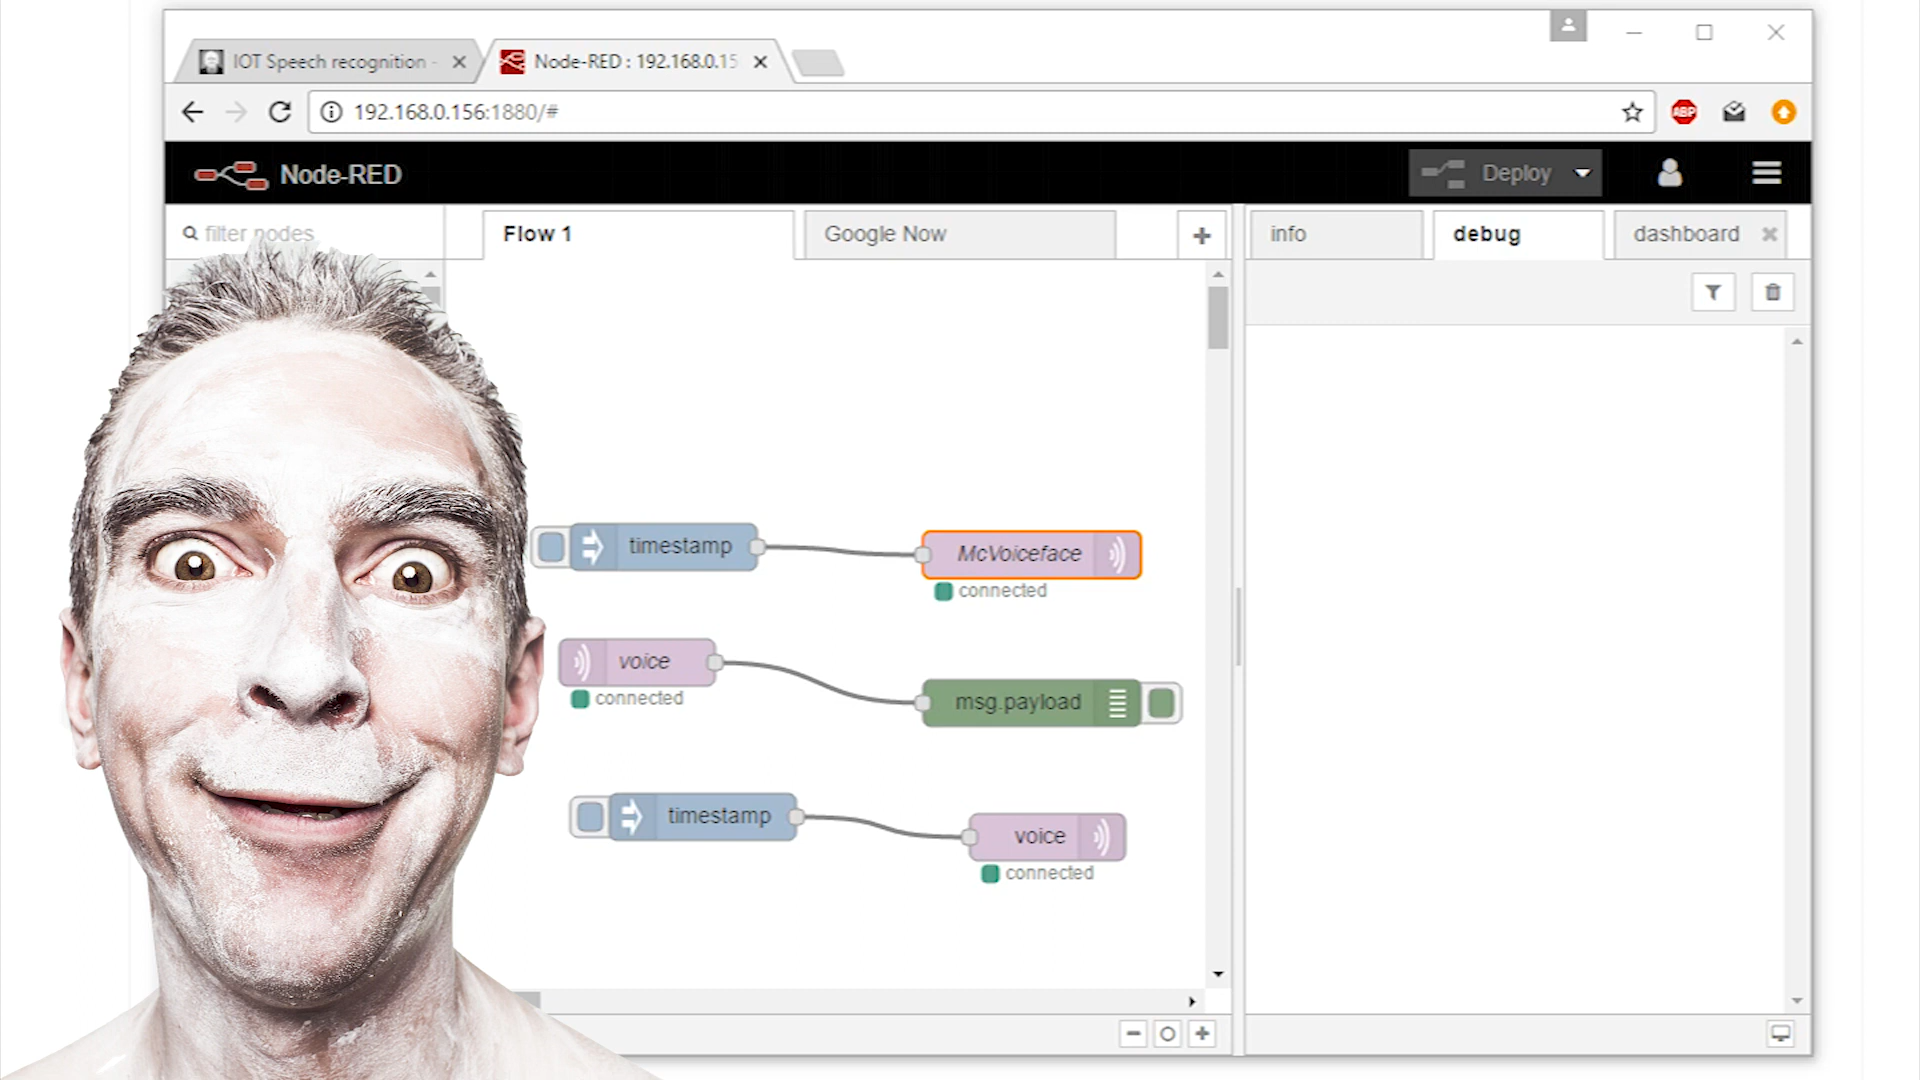 IOT Speech recognition -
Node-RED : 192.168.0.15
192.168.0.156:1880/#
ABP
Node-RED
Deploy
filter nodes
Flow 1
Google Now
info
debug
dashboard
timestamp
McVoiceface
connected
voice
connected
msg.payload
timestamp
voice
connected